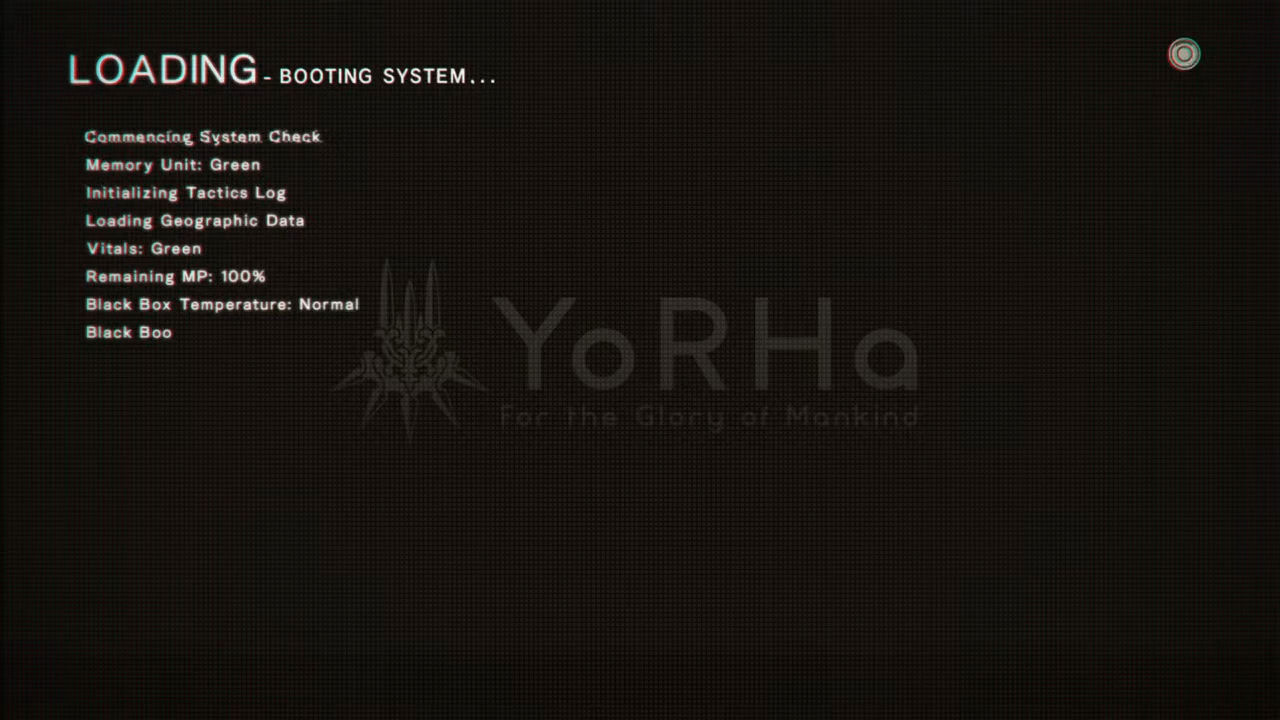 LOADING - BOOTING SYSTEM...
Commencing System Check
Memory Unit: Green
Initializing Tactics Log
Loading Geographic Data
Vitals: Green
Remaining MP: 100%
Black Box Temperature: Normal
Black Boo
YoRHa
For the Glory of Mankind